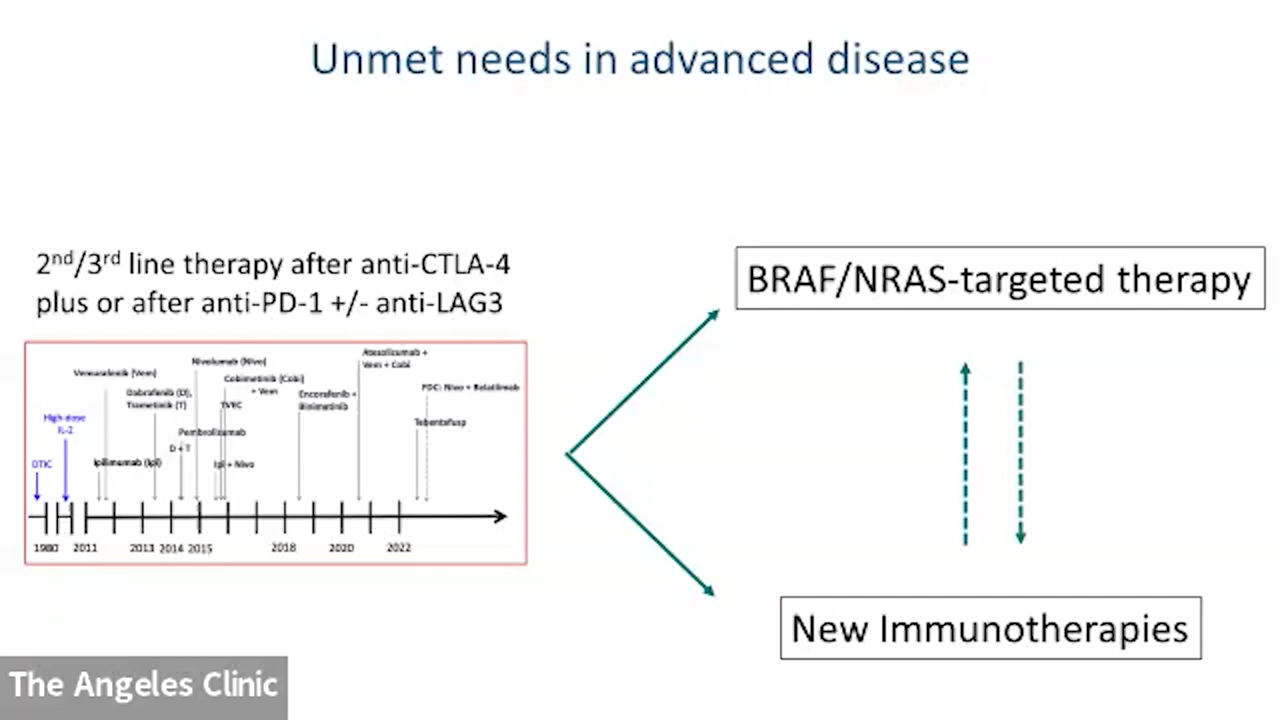 Unmet needs in advanced disease
2nd/3rd line therapy after anti-CTLA-4
plus or after anti-PD-1 +/- anti-LAG3
BRAF/NRAS-targeted therapy
New Immunotherapies
Atezolizumab +
Vem + Cobi
Nivolumab (Nivo)
Vemurafenib (Vem)
Cobimetinib (Cobi)
+ Vem
FDC: Nivo + Relatlimab
Dabrafenib (D),
Trametinib (T)
Encorafenib +
Binimetinib
TVEC
High-dose
IL-2
Tebentafusp
Pembrolizumab
D + T
DTIC
Ipilimumab (Ipi)
Ipi + Nivo
1980 2011 2013 2014 2015 2018 2020 2022
The Angeles Clinic